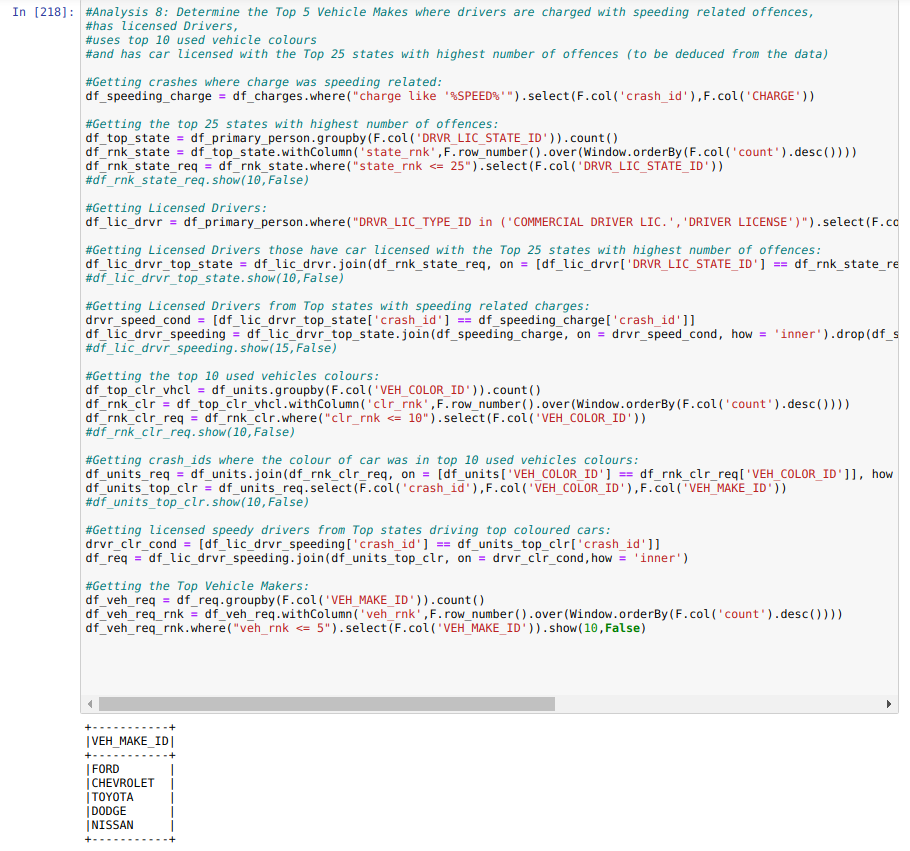 In [218]: #Analysis 8: Determine the Top 5 Vehicle Makes where drivers are charged with speeding related offences,
#has licensed Drivers,
#uses top 10 used vehicle colours
#and has car licensed with the Top 25 states with highest number of offences (to be deduced from the data)
#Getting crashes where charge was speeding related:
df_speeding_charge = df_charges.where("charge like '%SPEED%'").select(F.col('crash_id'),F.col('CHARGE'))
#Getting the top 25 states with highest number of offences:
df_top_state = df_primary_person.groupby(F.col('DRVR_LIC_STATE_ID')).count()
df_rnk_state = df_top_state.withColumn('state_rnk',F.row_number().over(Window.orderBy(F.col('count').desc())))
df_rnk_state_req = df_rnk_state.where("state_rnk <= 25").select(F.col('DRVR_LIC_STATE_ID'))
#df_rnk_state_req.show(10,False)
#Getting Licensed Drivers:
df_lic_drvr = df_primary_person.where("DRVR_LIC_TYPE_ID in ('COMMERCIAL DRIVER LIC.','DRIVER LICENSE')").select(F.co
#Getting Licensed Drivers those have car licensed with the Top 25 states with highest number of offences:
df_lic_drvr_top_state = df_lic_drvr.join(df_rnk_state_req, on = [df_lic_drvr['DRVR_LIC_STATE_ID'] == df_rnk_state_re
#df_lic_drvr_top_state.show(10,False)
#Getting Licensed Drivers from Top states with speeding related charges:
drvr_speed_cond = [df_lic_drvr_top_state['crash_id'] == df_speeding_charge['crash_id']]
df_lic_drvr_speeding = df_lic_drvr_top_state.join(df_speeding_charge, on = drvr_speed_cond, how = 'inner').drop(df_s
#df_lic_drvr_speeding.show(15,False)
#Getting the top 10 used vehicles colours:
df_top_clr_vhcl = df_units.groupby(F.col('VEH_COLOR_ID')).count()
df_rnk_clr = df_top_clr_vhcl.withColumn('clr_rnk',F.row_number().over(Window.orderBy(F.col('count').desc())))
df_rnk_clr_req = df_rnk_clr.where("clr_rnk <= 10").select(F.col('VEH_COLOR_ID'))
#df_rnk_clr_req.show(10,False)
#Getting crash_ids where the colour of car was in top 10 used vehicles colours:
df_units_req = df_units.join(df_rnk_clr_req, on = [df_units['VEH_COLOR_ID'] == df_rnk_clr_req['VEH_COLOR_ID']], how
df_units_top_clr = df_units_req.select(F.col('crash_id'),F.col('VEH_COLOR_ID'),F.col('VEH_MAKE_ID'))
#df_units_top_clr.show(10,False)
#Getting licensed speedy drivers from Top states driving top coloured cars:
drvr_clr_cond = [df_lic_drvr_speeding['crash_id'] == df_units_top_clr['crash_id']]
df_req = df_lic_drvr_speeding.join(df_units_top_clr, on = drvr_clr_cond,how = 'inner')
#Getting the Top Vehicle Makers:
df_veh_req = df_req.groupby(F.col('VEH_MAKE_ID')).count()
df_veh_req_rnk = df_veh_req.withColumn('veh_rnk',F.row_number().over(Window.orderBy(F.col('count').desc())))
df_veh_req_rnk.where("veh_rnk <= 5").select(F.col('VEH_MAKE_ID')).show(10,False)
+-----------+
|VEH_MAKE_ID|
+-----------+
|FORD       |
|CHEVROLET  |
|TOYOTA     |
|DODGE      |
|NISSAN     |
+-----------+